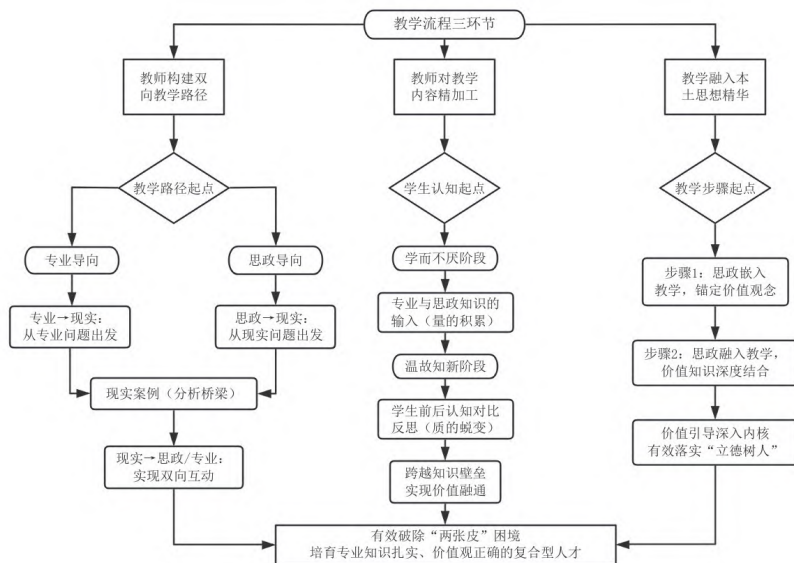 教学流程三环节
教师构建双
向教学路径
教师对教学
内容精加工
教学融入本
土思想精华
教学路径起点
学生认知起点
教学步骤起点
专业导向
思政导向
学而不厌阶段
步骤1：思政嵌入
教学，锚定价值观念
专业→现实：
从专业问题出发
思政→现实：
从现实问题出发
专业与思政知识的
输入（量的积累）
步骤2：思政融入教学，
价值知识深度结合
温故知新阶段
现实案例（分析桥梁）
学生前后认知对比
反思（质的蜕变）
价值引导深入内核
有效落实“立德树人”
现实→思政/专业：
实现双向互动
跨越知识壁垒
实现价值融通
有效破除“两张皮”困境
培育专业知识扎实、价值观正确的复合型人才